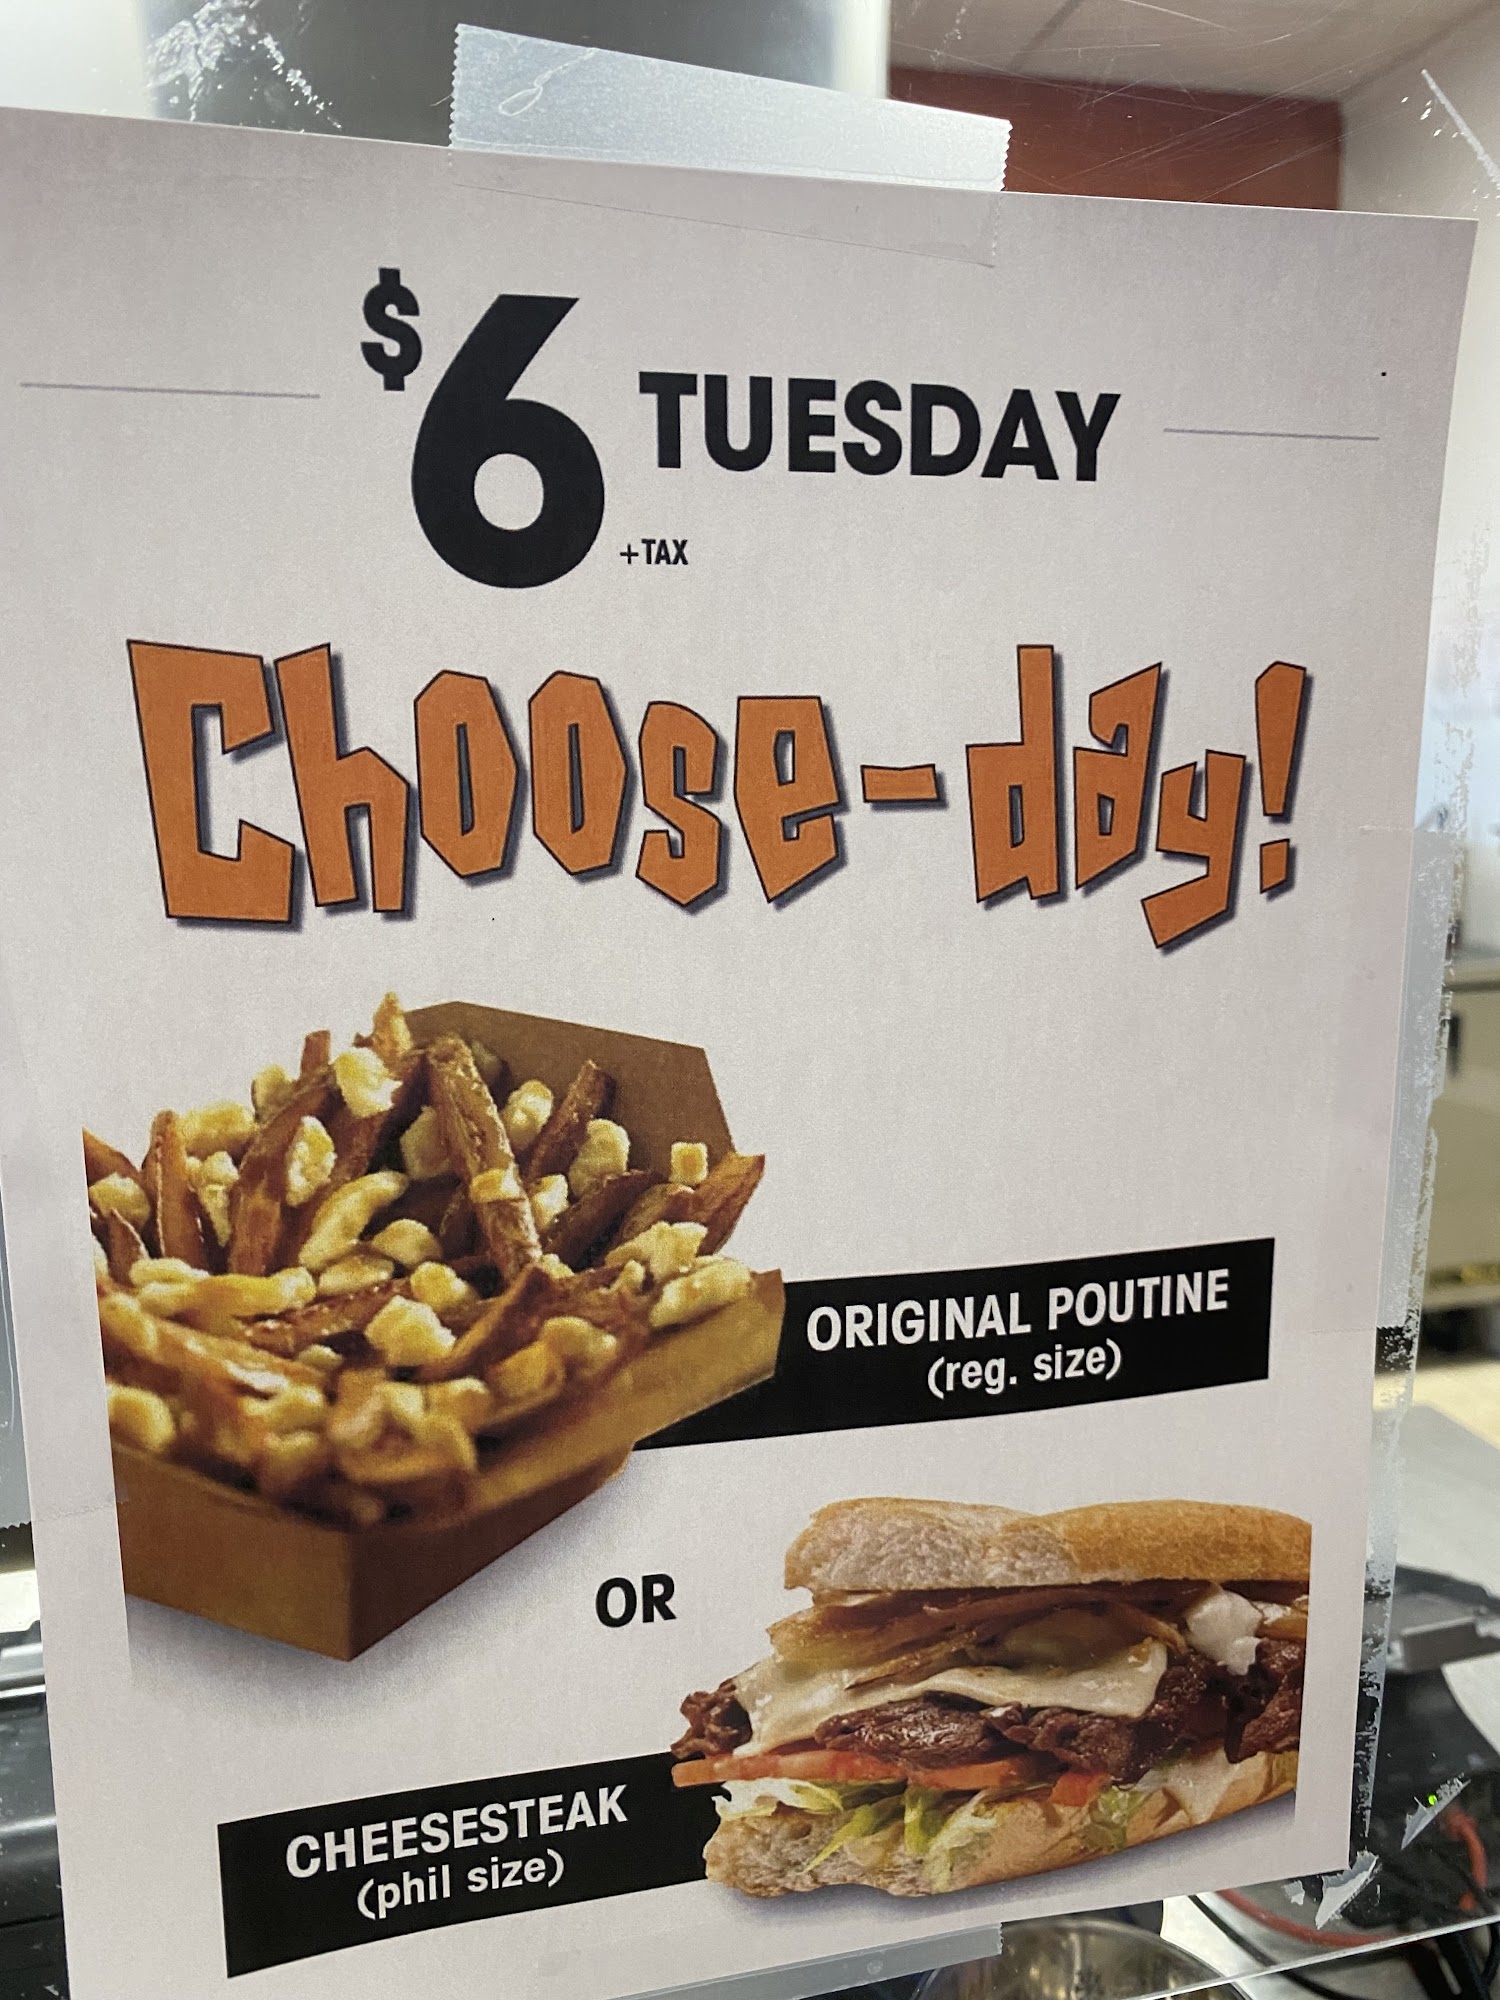 $6 TUESDAY
+TAX
Choose-day!
ORIGINAL POUTINE
(reg. size)
OR
CHEESESTEAK
(phil size)